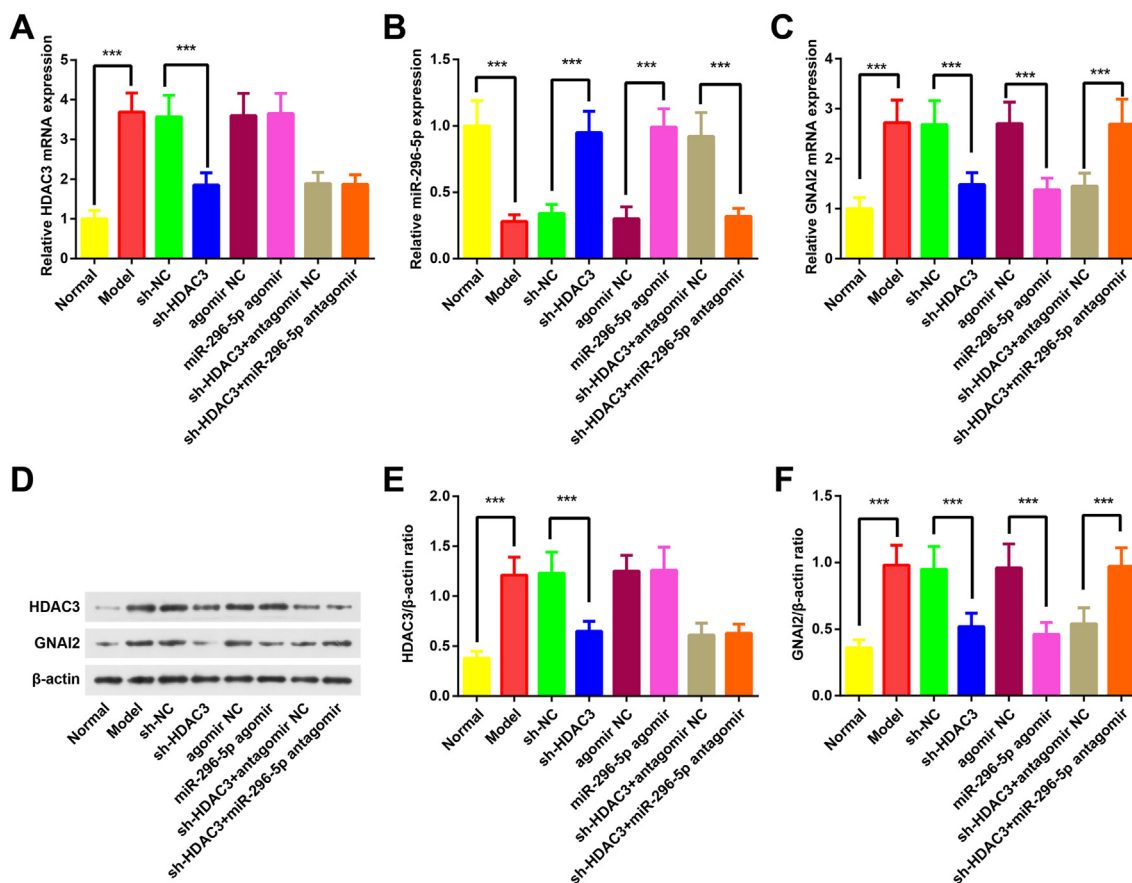 A
Relative HDAC3 mRNA expression
5
4
3
2
1
0
*** ***
Normal
Model
sh-NC
sh-HDAC3
agomir NC
miR-296-5p agomir
sh-HDAC3+antagomir NC
sh-HDAC3+miR-296-5p antagomir
B
Relative miR-296-5p expression
1.5
1.0
0.5
0.0
*** *** *** ***
Normal
Model
sh-NC
sh-HDAC3
agomir NC
miR-296-5p agomir
sh-HDAC3+antagomir NC
sh-HDAC3+miR-296-5p antagomir
C
Relative GNAI2 mRNA expression
4
3
2
1
0
*** *** *** ***
Normal
Model
sh-NC
sh-HDAC3
agomir NC
miR-296-5p agomir
sh-HDAC3+antagomir NC
sh-HDAC3+miR-296-5p antagomir
D
HDAC3
GNAI2
β-actin
Normal
Model
sh-NC
sh-HDAC3
agomir NC
miR-296-5p agomir
sh-HDAC3+antagomir NC
sh-HDAC3+miR-296-5p antagomir
E
HDAC3/β-actin ratio
2.0
1.5
1.0
0.5
0.0
*** ***
Normal
Model
sh-NC
sh-HDAC3
agomir NC
miR-296-5p agomir
sh-HDAC3+antagomir NC
sh-HDAC3+miR-296-5p antagomir
F
GNAI2/β-actin ratio
1.5
1.0
0.5
0.0
*** *** *** ***
Normal
Model
sh-NC
sh-HDAC3
agomir NC
miR-296-5p agomir
sh-HDAC3+antagomir NC
sh-HDAC3+miR-296-5p antagomir